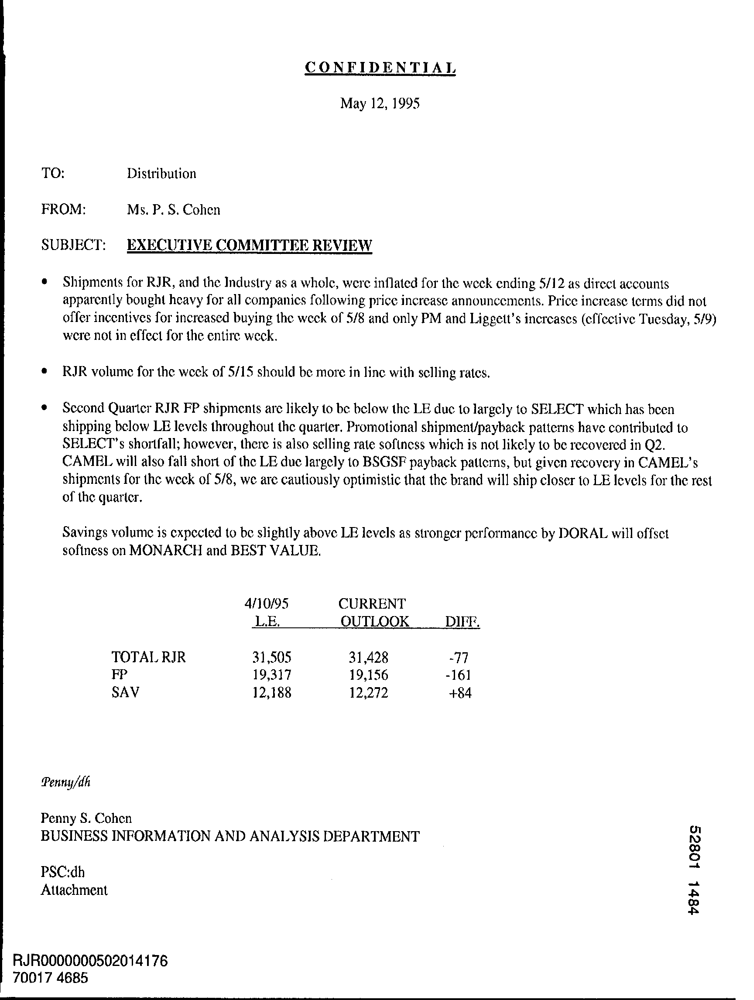 CONFIDENTIAL
May 12, 1995
TO: Distribution
FROM: Ms. P. S. Cohen
SUBJECT: EXECUTIVE COMMITTEE REVIEW
• Shipments for RJR, and the Industry as a whole, were inflated for the week ending 5/12 as direct accounts
apparently bought heavy for all companies following price increase announcements. Price increase terms did not
offer incentives for increased buying the week of 5/8 and only PM and Liggett's increases (effective Tuesday, 5/9)
were not in effect for the entire week.
• RJR volume for the week of 5/15 should be more in line with selling rates.
• Second Quarter RJR FP shipments are likely to be below the LE due to largely to SELECT which has been
shipping below LE levels throughout the quarter. Promotional shipment/payback patterns have contributed to
SELECT's shortfall; however, there is also selling rate softness which is not likely to be recovered in Q2.
CAMEL will also fall short of the LE due largely to BSGSF payback patterns, but given recovery in CAMEL's
shipments for the week of 5/8, we are cautiously optimistic that the brand will ship closer to LE levels for the rest
of the quarter.
Savings volume is expected to be slightly above LE levels as stronger performance by DORAL will offset
softness on MONARCH and BEST VALUE.
4/10/95 CURRENT
L.E. OUTLOOK DIFF.
TOTAL RJR 31,505 31,428 -77
FP 19,317 19,156 -161
SAV 12,188 12,272 +84
Penny/dh
Penny S. Cohen
BUSINESS INFORMATION AND ANALYSIS DEPARTMENT
PSC:dh
Attachment
52801 1484
RJR0000000502014176
70017 4685